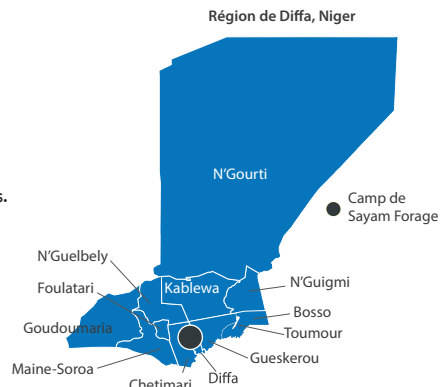 Région de Diffa, Niger
N'Gourti
s.
Camp de
Sayam Forage
N'Guelbely
Foulatari
Kablewa
N'Guigmi
Goudoumaria
Bosso
Toumour
Gueskerou
Maine-Soroa
Diffa
Chetimari